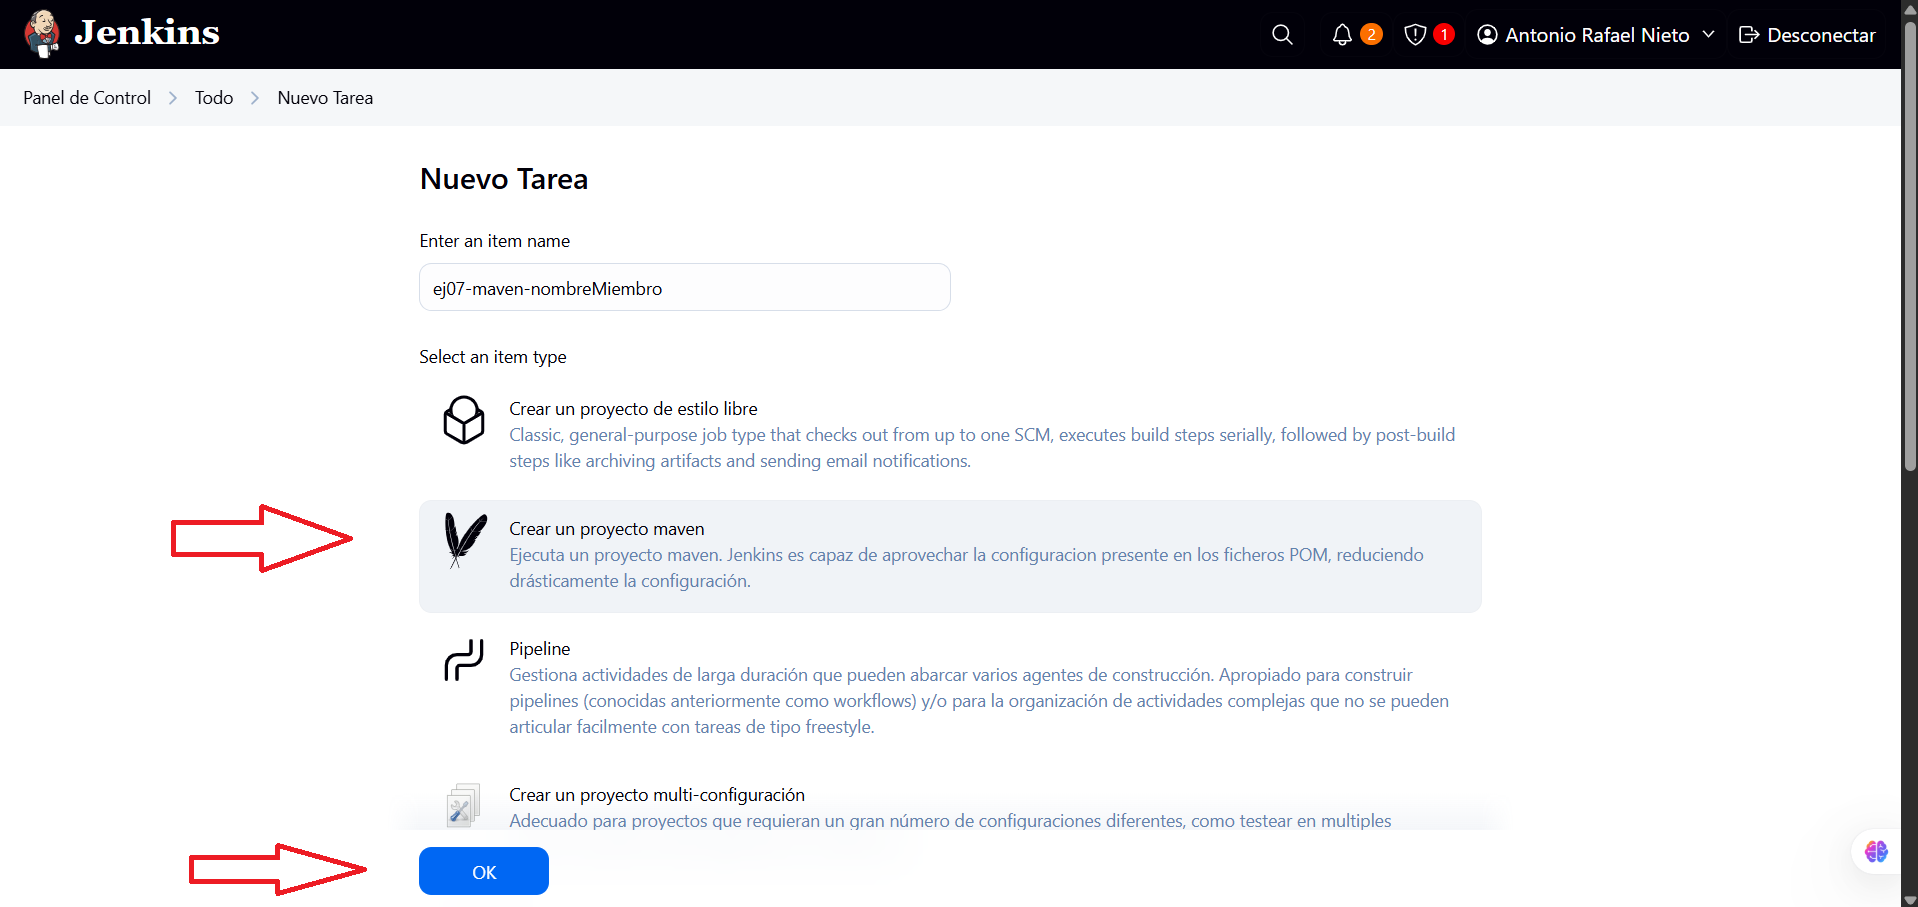 Jenkins
2
1
Antonio Rafael Nieto
Desconectar
Panel de Control
Todo
Nuevo Tarea
Nuevo Tarea
Enter an item name
ej07-maven-nombreMiembro
Select an item type
Crear un proyecto de estilo libre
Classic, general-purpose job type that checks out from up to one SCM, executes build steps serially, followed by post-build
steps like archiving artifacts and sending email notifications.
Crear un proyecto maven
Ejecuta un proyecto maven. Jenkins es capaz de aprovechar la configuracion presente en los ficheros POM, reduciendo
drásticamente la configuración.
Pipeline
Gestiona actividades de larga duración que pueden abarcar varios agentes de construcción. Apropiado para construir
pipelines (conocidas anteriormente como workflows) y/o para la organización de actividades complejas que no se pueden
articular facilmente con tareas de tipo freestyle.
Crear un proyecto multi-configuración
Adecuado para proyectos que requieran un gran número de configuraciones diferentes, como testear en multiples
OK